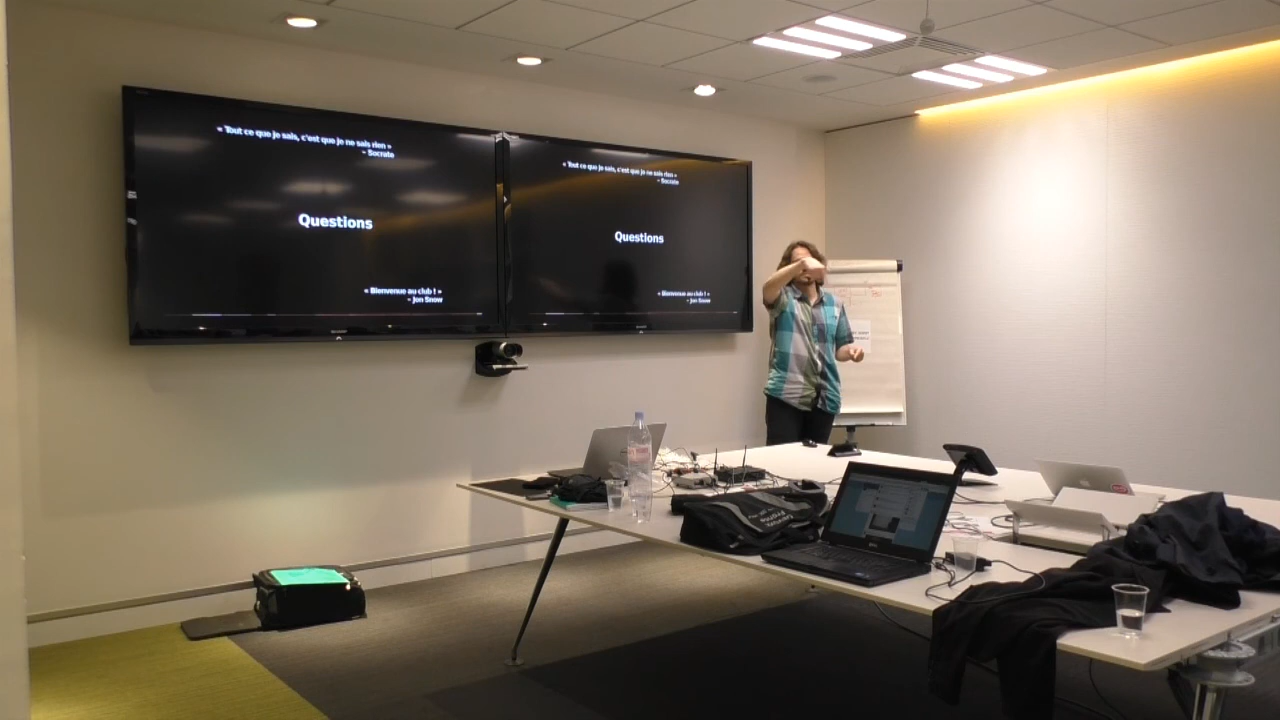 « Tout ce que je sais, c'est que je ne sais rien »
– Socrate
Questions
« Bienvenue au club ! »
– Jon Snow
« Tout ce que je sais, c'est que je ne sais rien »
– Socrate
Questions
« Bienvenue au club ! »
– Jon Snow